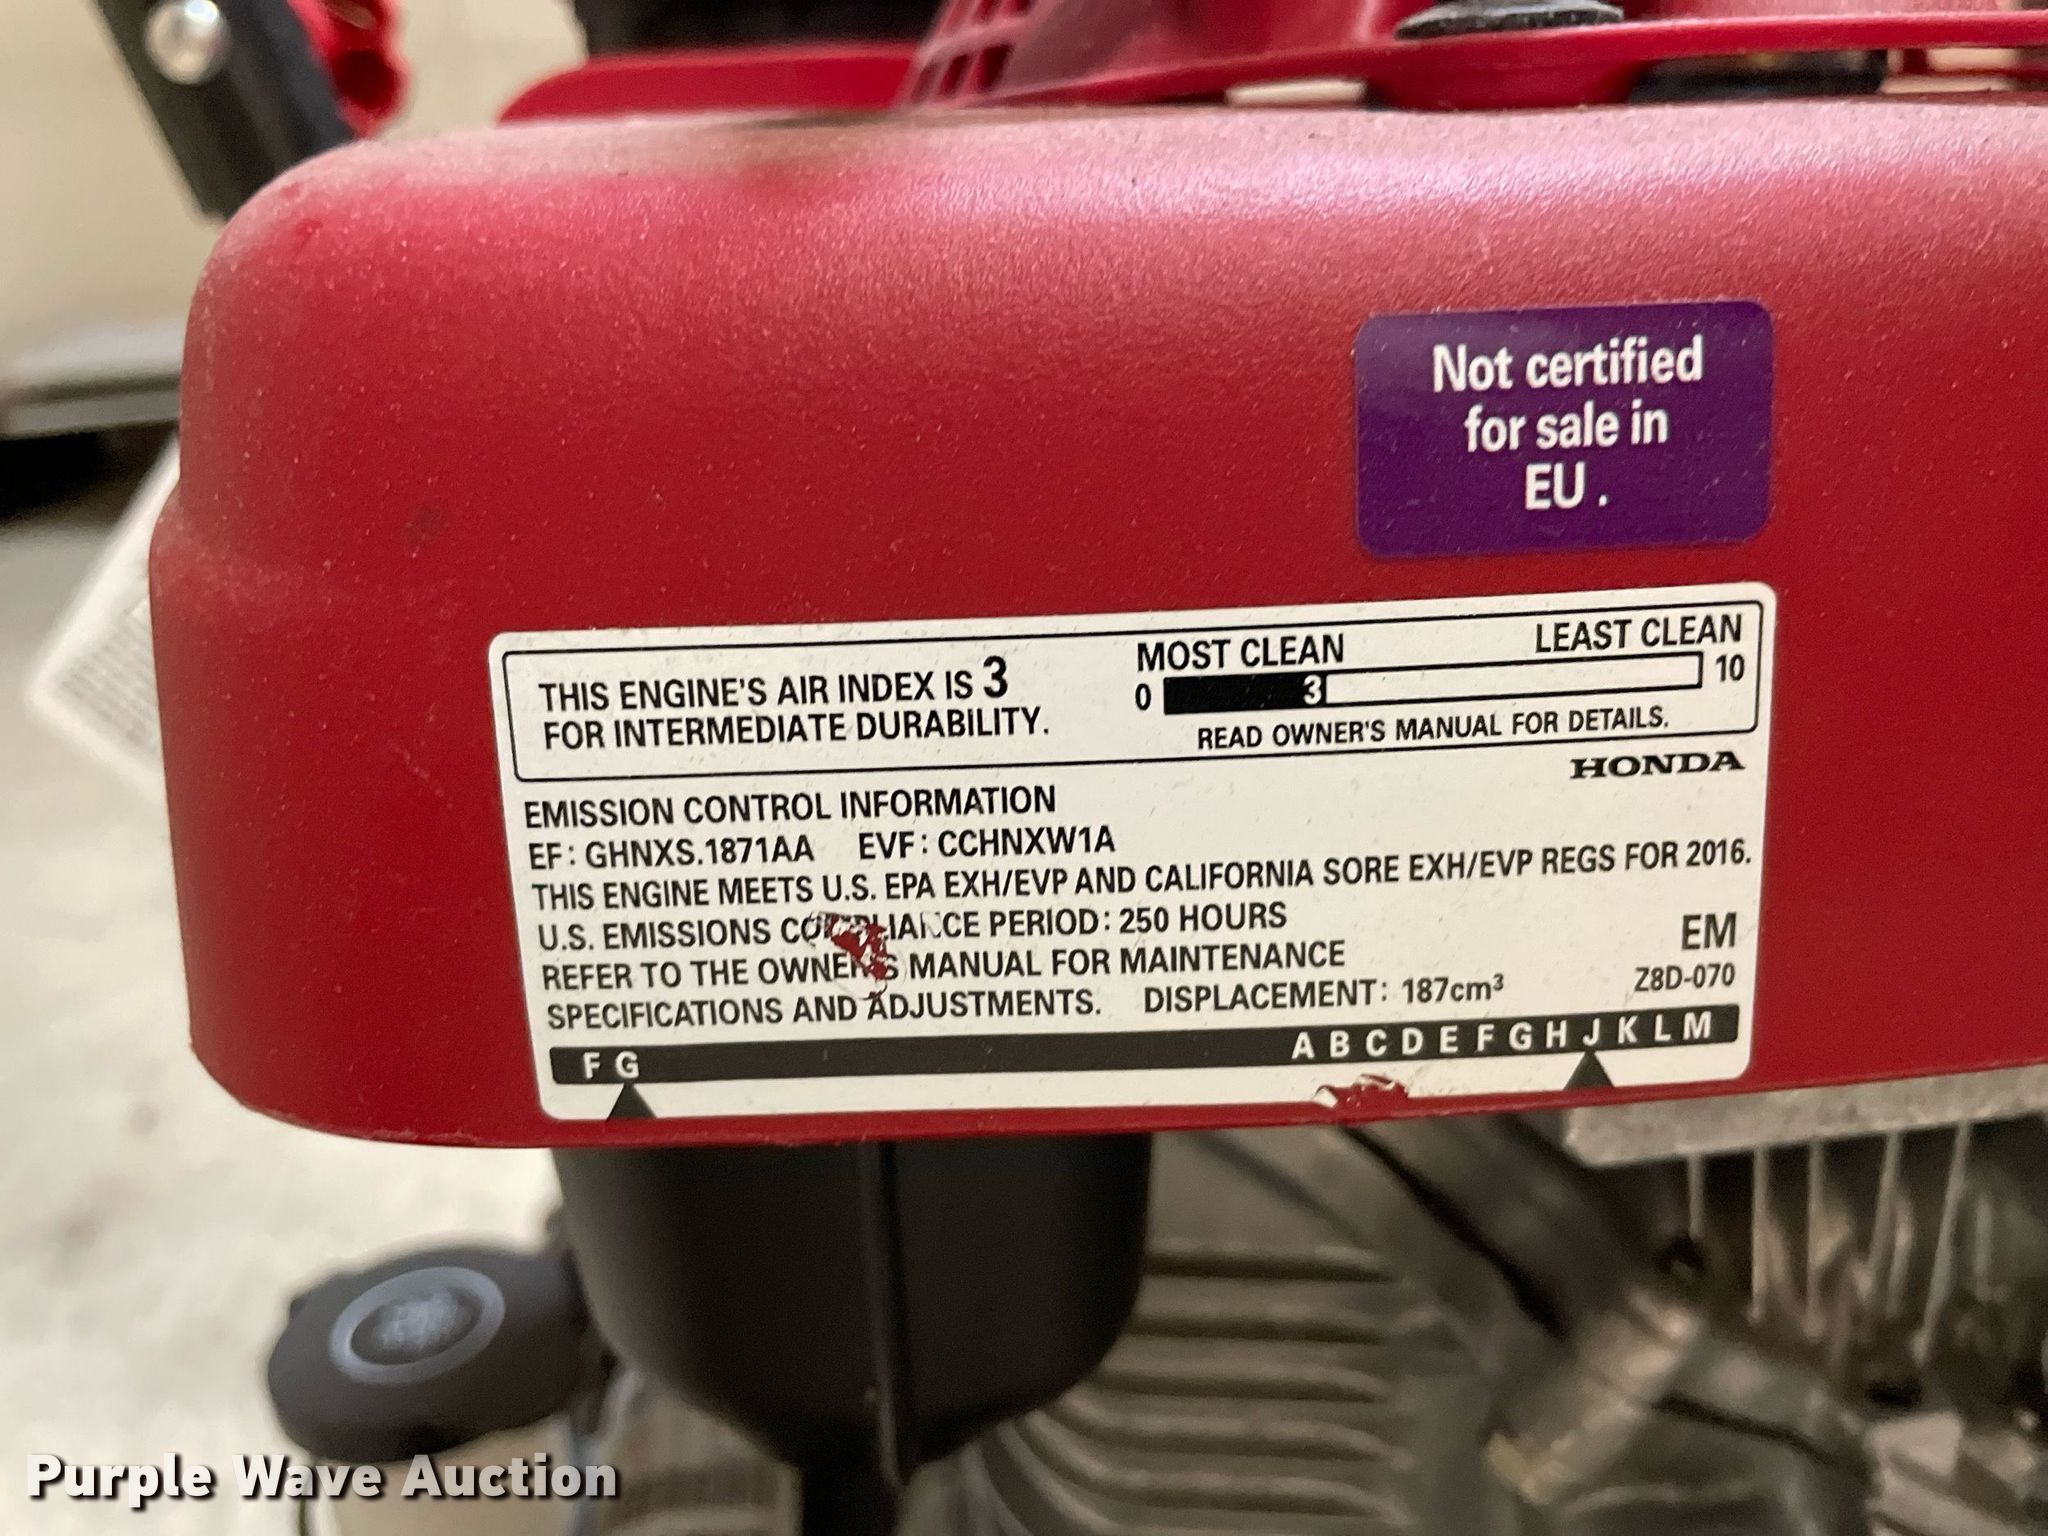 Not certified
for sale in
EU .
THIS ENGINE'S AIR INDEX IS 3
FOR INTERMEDIATE DURABILITY.
MOST CLEAN LEAST CLEAN
0 3 10
READ OWNER'S MANUAL FOR DETAILS.
HONDA
EMISSION CONTROL INFORMATION
EF: GHNXS.1871AA EVF: CCHNXW1A
THIS ENGINE MEETS U.S. EPA EXH/EVP AND CALIFORNIA SORE EXH/EVP REGS FOR 2016.
U.S. EMISSIONS COMPLIANCE PERIOD: 250 HOURS
REFER TO THE OWNER'S MANUAL FOR MAINTENANCE
SPECIFICATIONS AND ADJUSTMENTS. DISPLACEMENT: 187cm³
EM
Z8D-070
F G A B C D E F G H J K L M
Purple Wave Auction